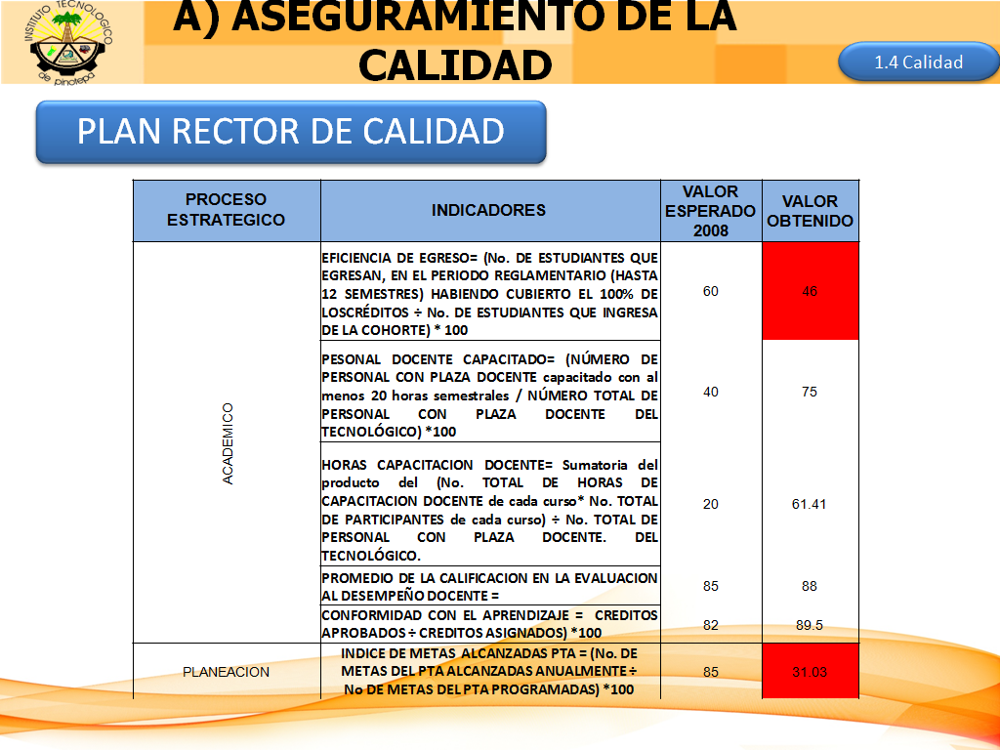 INSTITUTO TECNOLOGICO
de pinotepa
A) ASEGURAMIENTO DE LA
CALIDAD
1.4 Calidad
PLAN RECTOR DE CALIDAD
PROCESO
ESTRATEGICO
INDICADORES
VALOR
ESPERADO
2008
VALOR
OBTENIDO
ACADEMICO
EFICIENCIA DE EGRESO= (No. DE ESTUDIANTES QUE
EGRESAN, EN EL PERIODO REGLAMENTARIO (HASTA
12 SEMESTRES) HABIENDO CUBIERTO EL 100% DE
LOSCRÉDITOS ÷ No. DE ESTUDIANTES QUE INGRESA
DE LA COHORTE) * 100
60
46
PESONAL DOCENTE CAPACITADO= (NÚMERO DE
PERSONAL CON PLAZA DOCENTE capacitado con al
menos 20 horas semestrales / NÚMERO TOTAL DE
PERSONAL CON PLAZA DOCENTE DEL
TECNOLÓGICO) *100
40
75
HORAS CAPACITACION DOCENTE= Sumatoria del
producto del (No. TOTAL DE HORAS DE
CAPACITACION DOCENTE de cada curso* No. TOTAL
DE PARTICIPANTES de cada curso) ÷ No. TOTAL DE
PERSONAL CON PLAZA DOCENTE. DEL
TECNOLÓGICO.
20
61.41
PROMEDIO DE LA CALIFICACION EN LA EVALUACION
AL DESEMPEÑO DOCENTE =
85
88
CONFORMIDAD CON EL APRENDIZAJE = CREDITOS
APROBADOS ÷ CREDITOS ASIGNADOS) *100
82
89.5
PLANEACION
INDICE DE METAS ALCANZADAS PTA = (No. DE
METAS DEL PTA ALCANZADAS ANUALMENTE ÷
No DE METAS DEL PTA PROGRAMADAS) *100
85
31.03